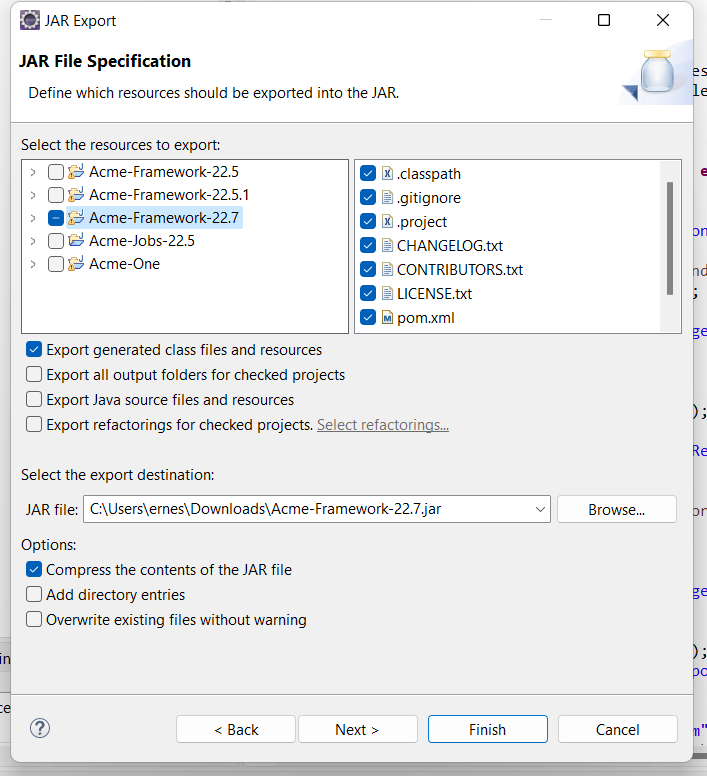 JAR Export
JAR File Specification
Define which resources should be exported into the JAR.
Select the resources to export:
Acme-Framework-22.5
Acme-Framework-22.5.1
Acme-Framework-22.7
Acme-Jobs-22.5
Acme-One
.classpath
.gitignore
.project
CHANGELOG.txt
CONTRIBUTORS.txt
LICENSE.txt
pom.xml
Export generated class files and resources
Export all output folders for checked projects
Export Java source files and resources
Export refactorings for checked projects. Select refactorings...
Select the export destination:
JAR file: C:\Users\ernes\Downloads\Acme-Framework-22.7.jar Browse...
Options:
Compress the contents of the JAR file
Add directory entries
Overwrite existing files without warning
< Back Next > Finish Cancel